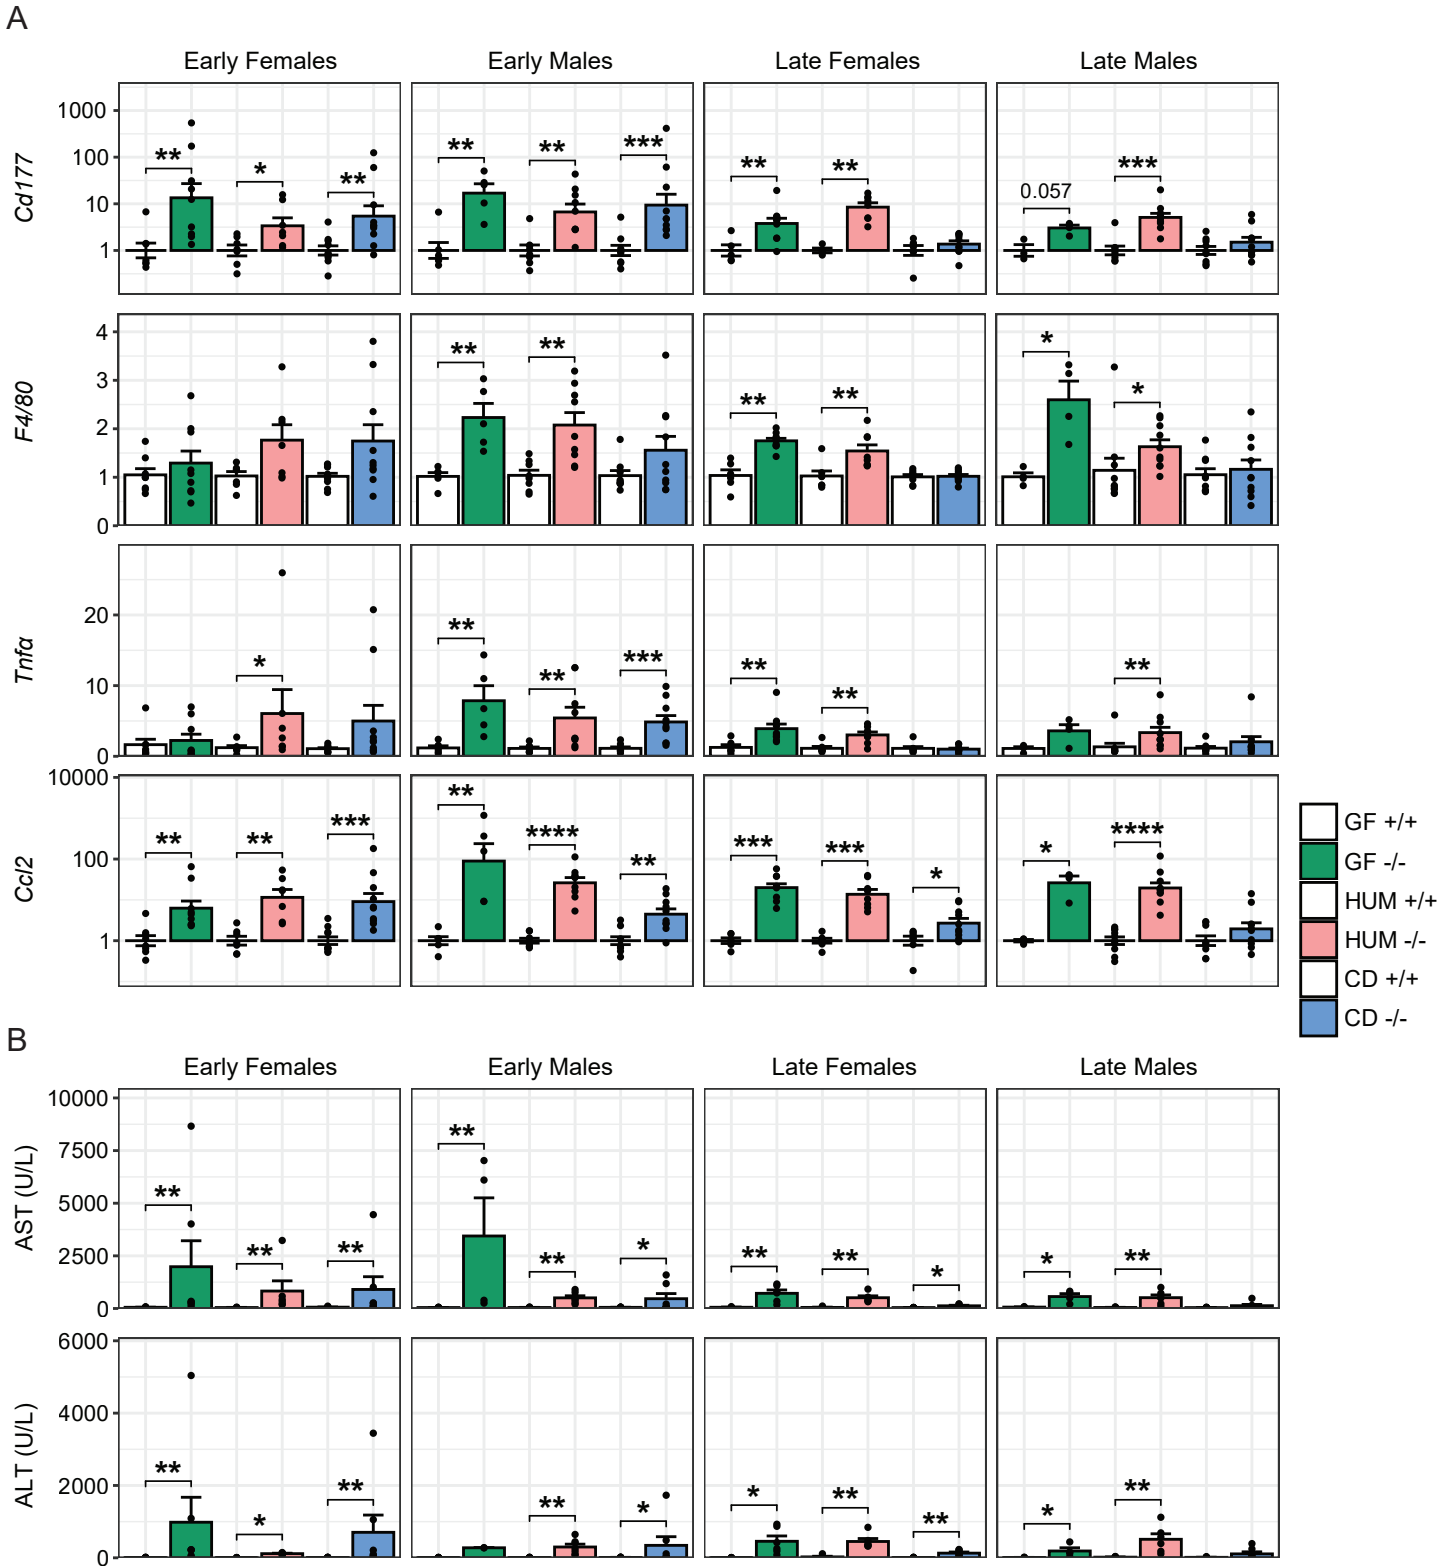 A
Early Females Early Males Late Females Late Males
Cd177
1000
100
10
1
** * ** ** ** *** ** ** 0.057 ***
F4/80
4
3
2
1
0
** ** ** ** * *
Tnfα
20
10
0
* ** ** *** ** ** **
Ccl2
10000
100
1
** ** *** ** **** ** *** *** * * ****
GF +/+
GF -/-
HUM +/+
HUM -/-
CD +/+
CD -/-
B
Early Females Early Males Late Females Late Males
AST (U/L)
10000
7500
5000
2500
0
** ** ** ** ** * ** ** * * **
ALT (U/L)
6000
4000
2000
0
** * ** ** * * ** ** * **